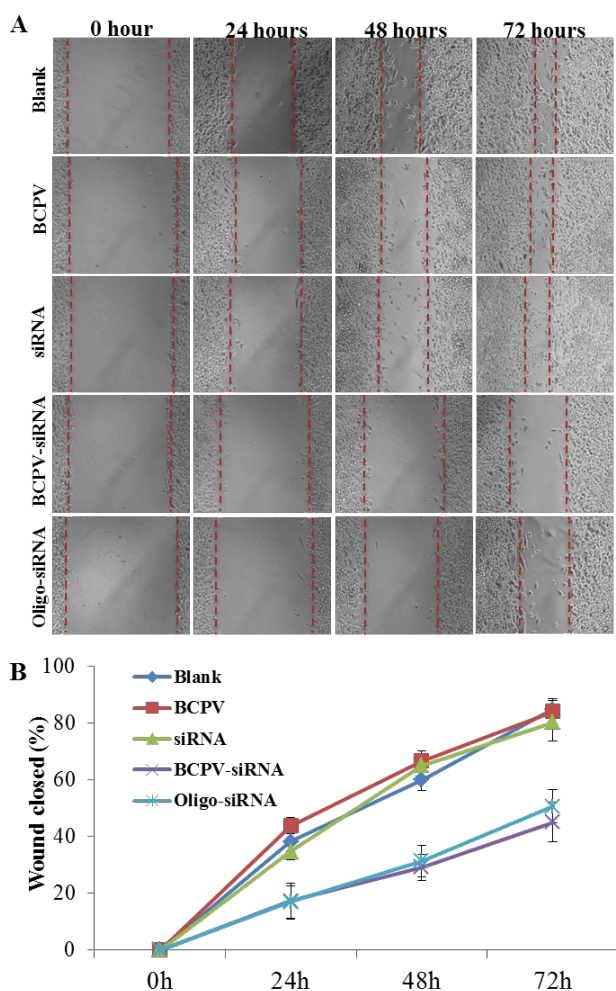 A
0 hour 24 hours 48 hours 72 hours
Blank
BCPV
siRNA
BCPV-siRNA
Oligo-siRNA
B
100
80
60
40
20
0
Wound closed (%)
Blank
BCPV
siRNA
BCPV-siRNA
Oligo-siRNA
0h 24h 48h 72h